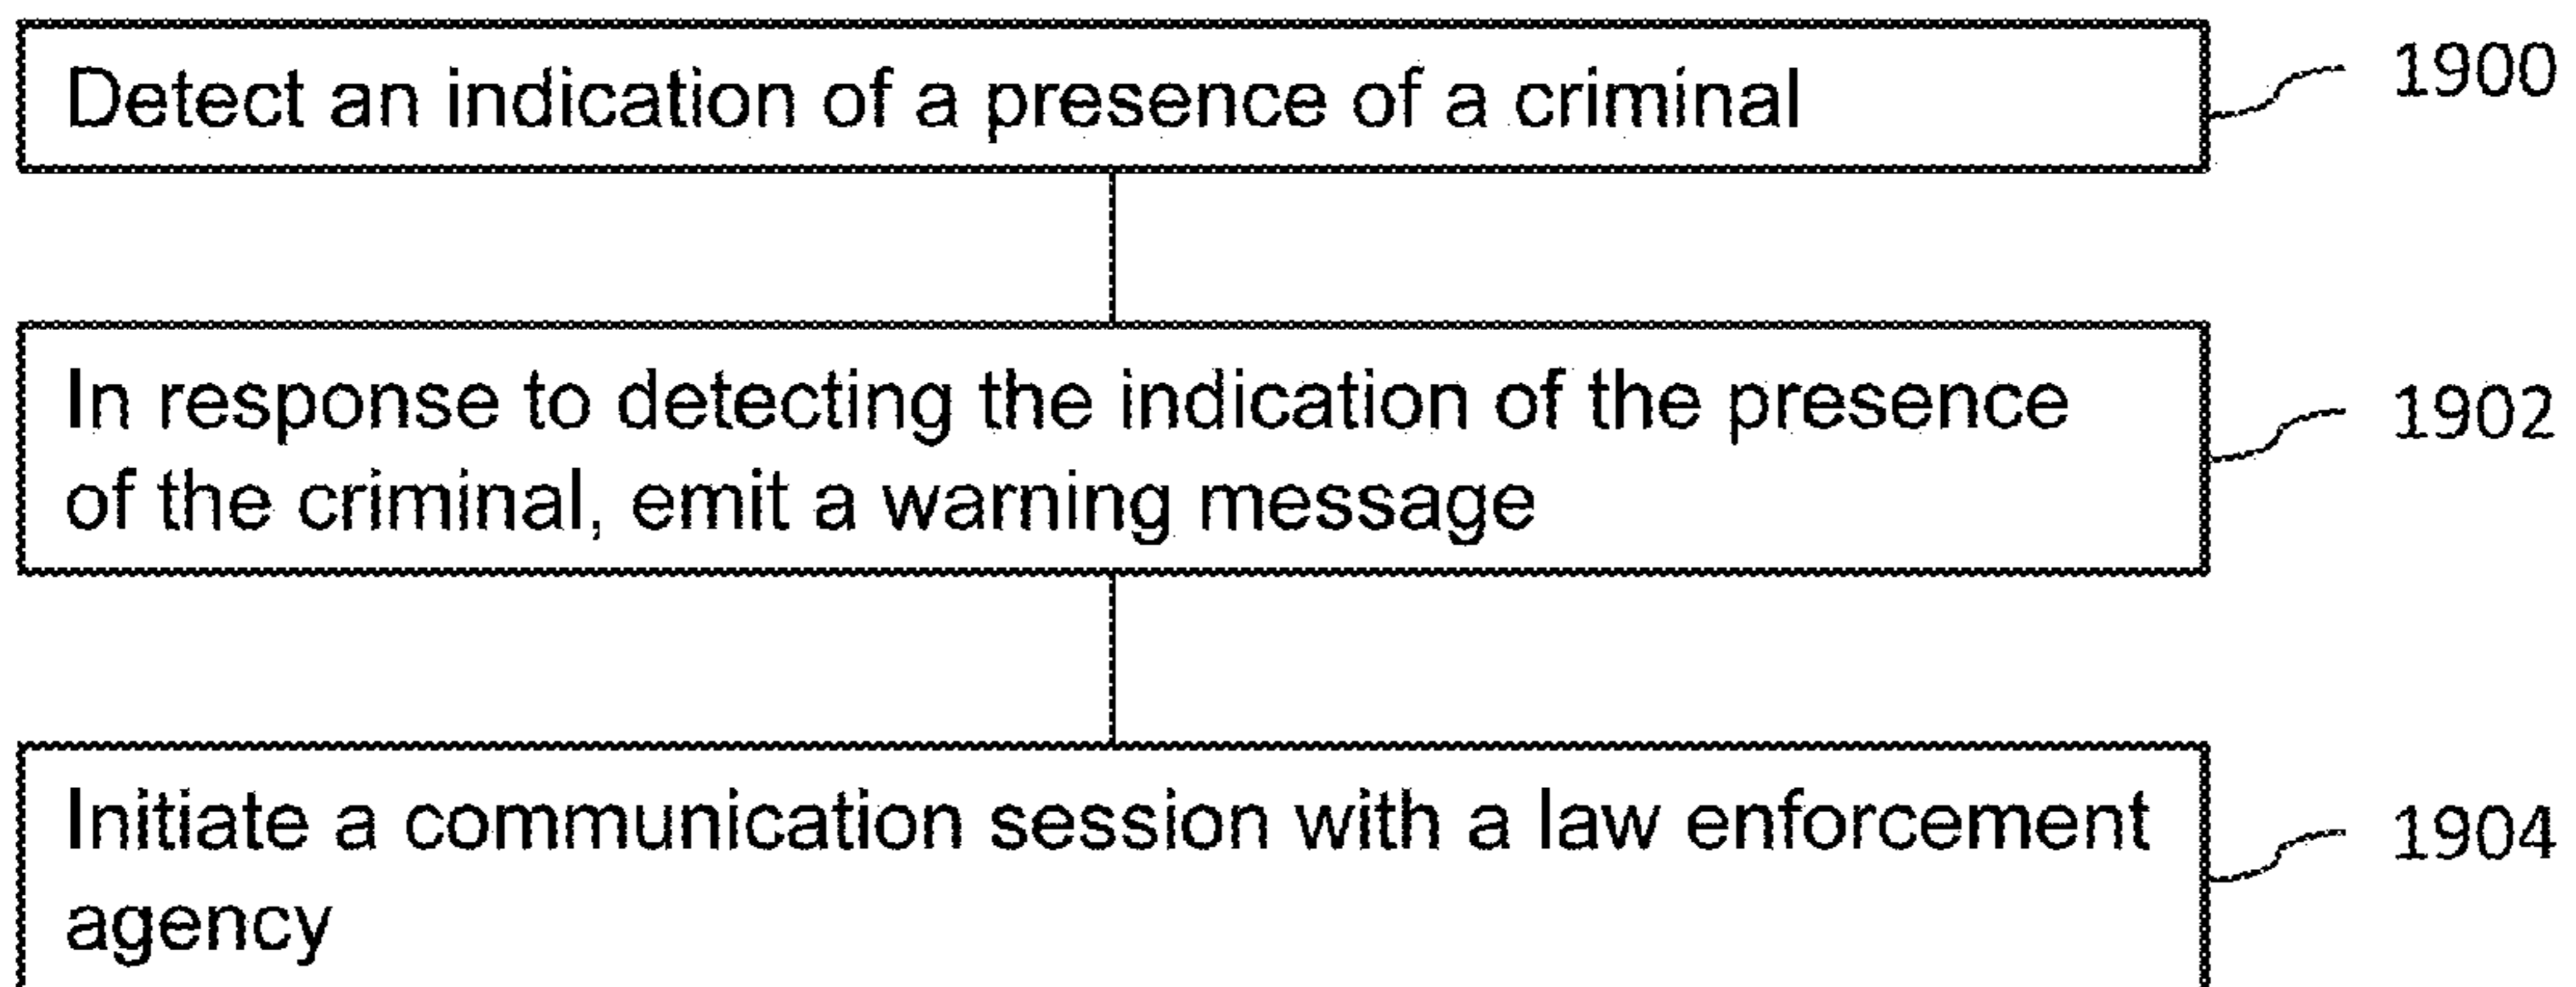 Detect an indication of a presence of a criminal
1900
In response to detecting the indication of the presence
of the criminal, emit a warning message
1902
Initiate a communication session with a law enforcement
agency
1904